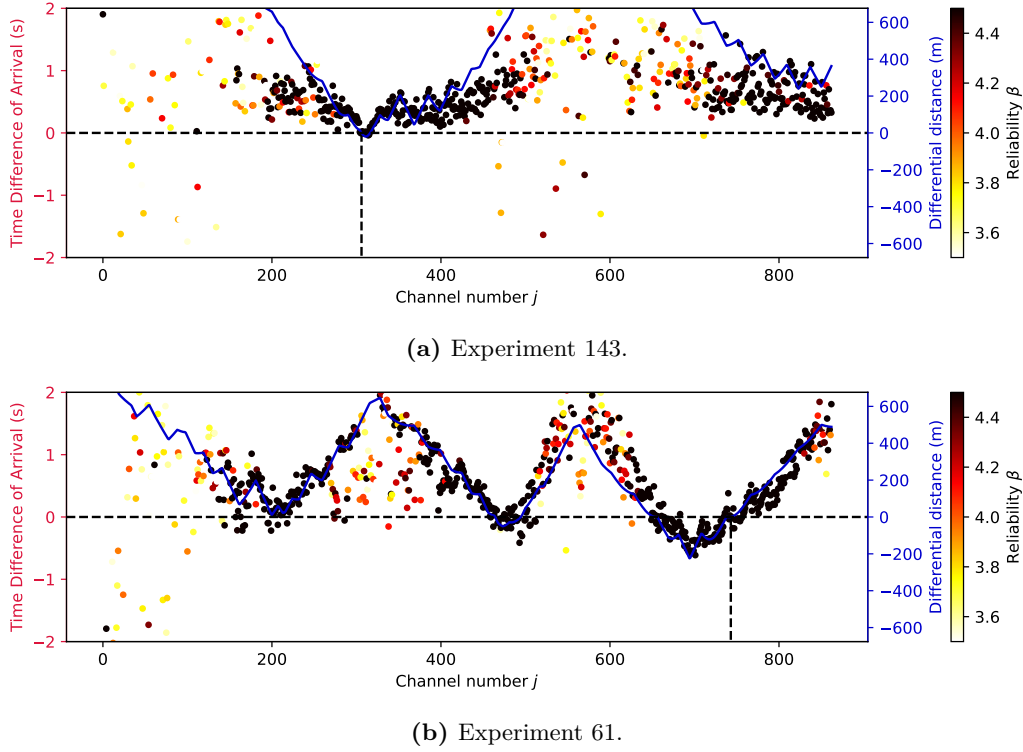 2
1
0
−1
−2
Time Difference of Arrival (s)
600
400
200
0
−200
−400
−600
Differential distance (m)
4.4
4.2
4.0
3.8
3.6
Reliability β
0 200 400 600 800
Channel number j
(a) Experiment 143.
2
1
0
−1
−2
Time Difference of Arrival (s)
600
400
200
0
−200
−400
−600
Differential distance (m)
4.4
4.2
4.0
3.8
3.6
Reliability β
0 200 400 600 800
Channel number j
(b) Experiment 61.